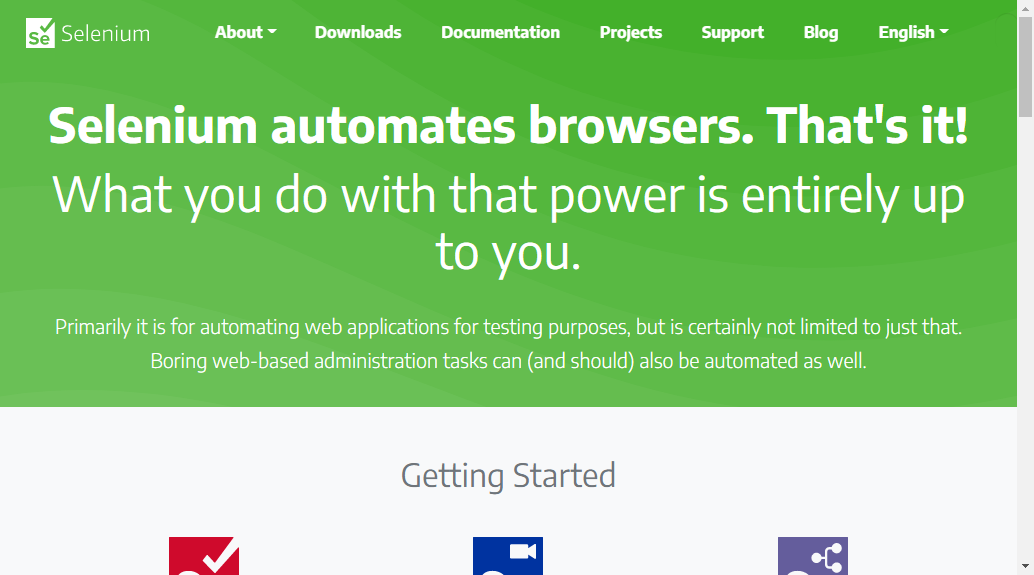 Se Selenium About Downloads Documentation Projects Support Blog English
Selenium automates browsers. That's it!
What you do with that power is entirely up
to you.
Primarily it is for automating web applications for testing purposes, but is certainly not limited to just that.
Boring web-based administration tasks can (and should) also be automated as well.
Getting Started